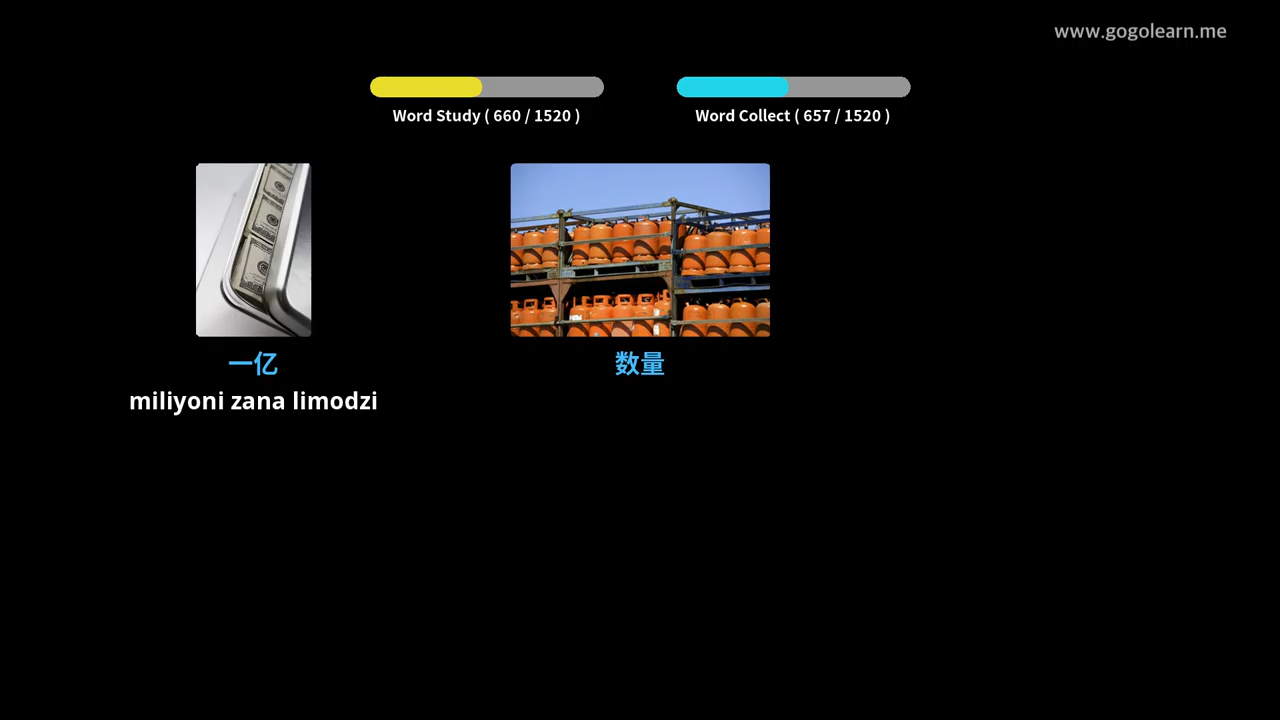 www.gogolearn.me
Word Study ( 660 / 1520 )
Word Collect ( 657 / 1520 )
一亿
数量
miliyoni zana limodzi